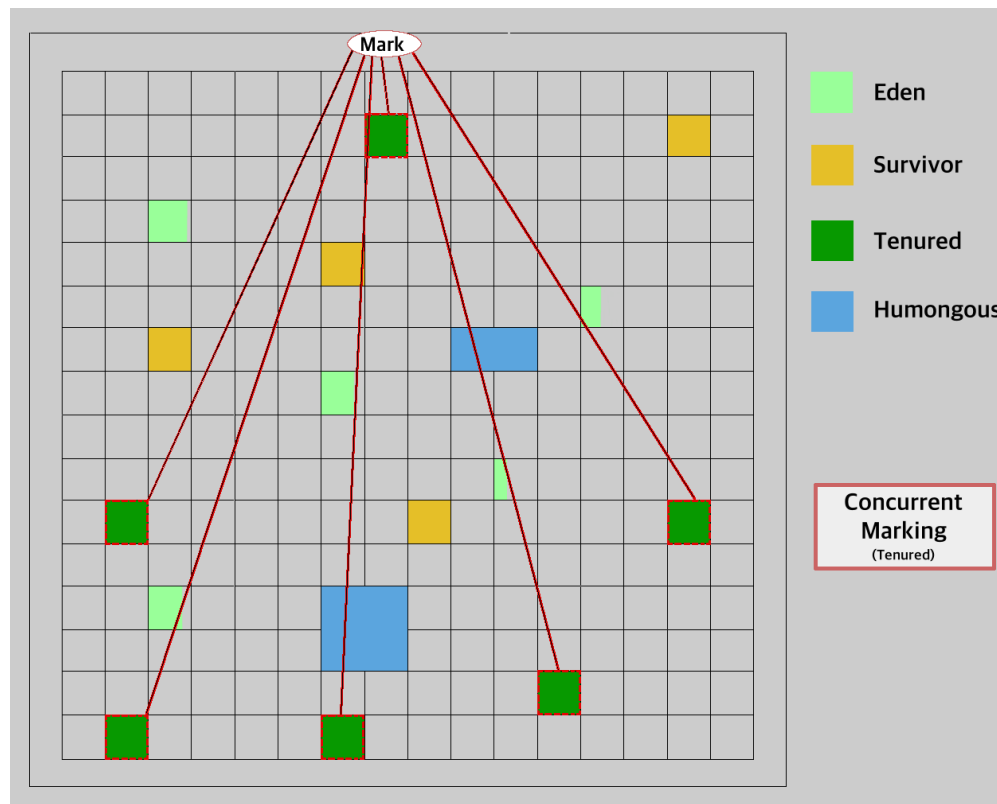 Mark
Eden
Survivor
Tenured
Humongous
Concurrent
Marking
(Tenured)